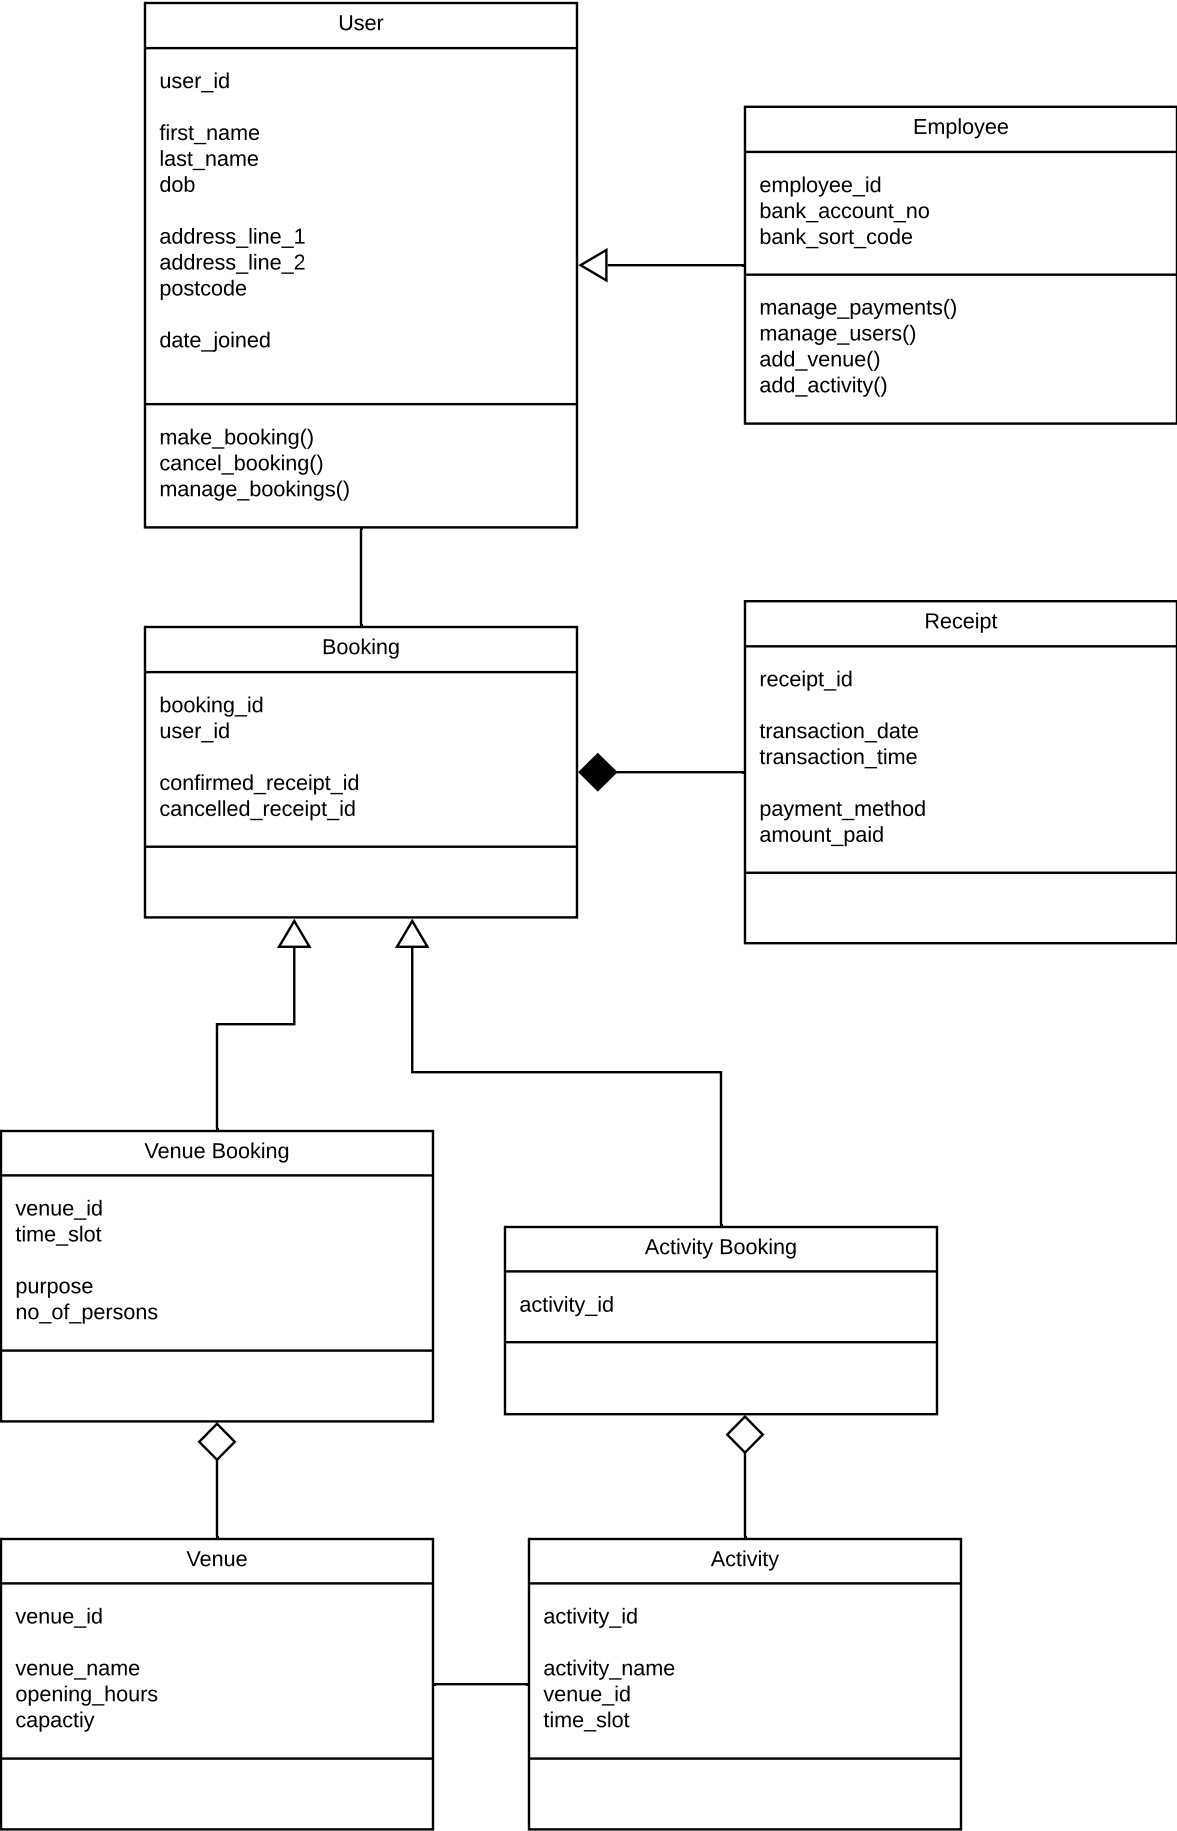 User
user_id
first_name
last_name
dob
address_line_1
address_line_2
postcode
date_joined
make_booking()
cancel_booking()
manage_bookings()
Employee
employee_id
bank_account_no
bank_sort_code
manage_payments()
manage_users()
add_venue()
add_activity()
Booking
booking_id
user_id
confirmed_receipt_id
cancelled_receipt_id
Receipt
receipt_id
transaction_date
transaction_time
payment_method
amount_paid
Venue Booking
venue_id
time_slot
purpose
no_of_persons
Activity Booking
activity_id
Venue
venue_id
venue_name
opening_hours
capactiy
Activity
activity_id
activity_name
venue_id
time_slot